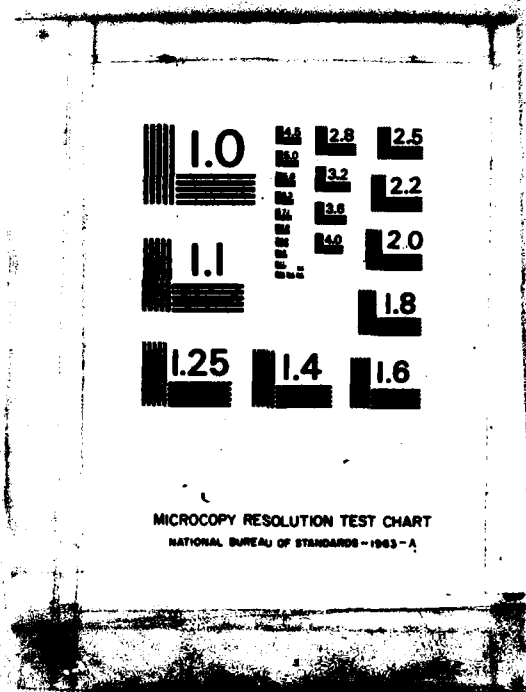 1.0
4.5 2.8 2.5
5.0
3.2 2.2
3.6
4.0 2.0
1.1
1.8
1.25 1.4 1.6
MICROCOPY RESOLUTION TEST CHART
NATIONAL BUREAU OF STANDARDS-1963-A